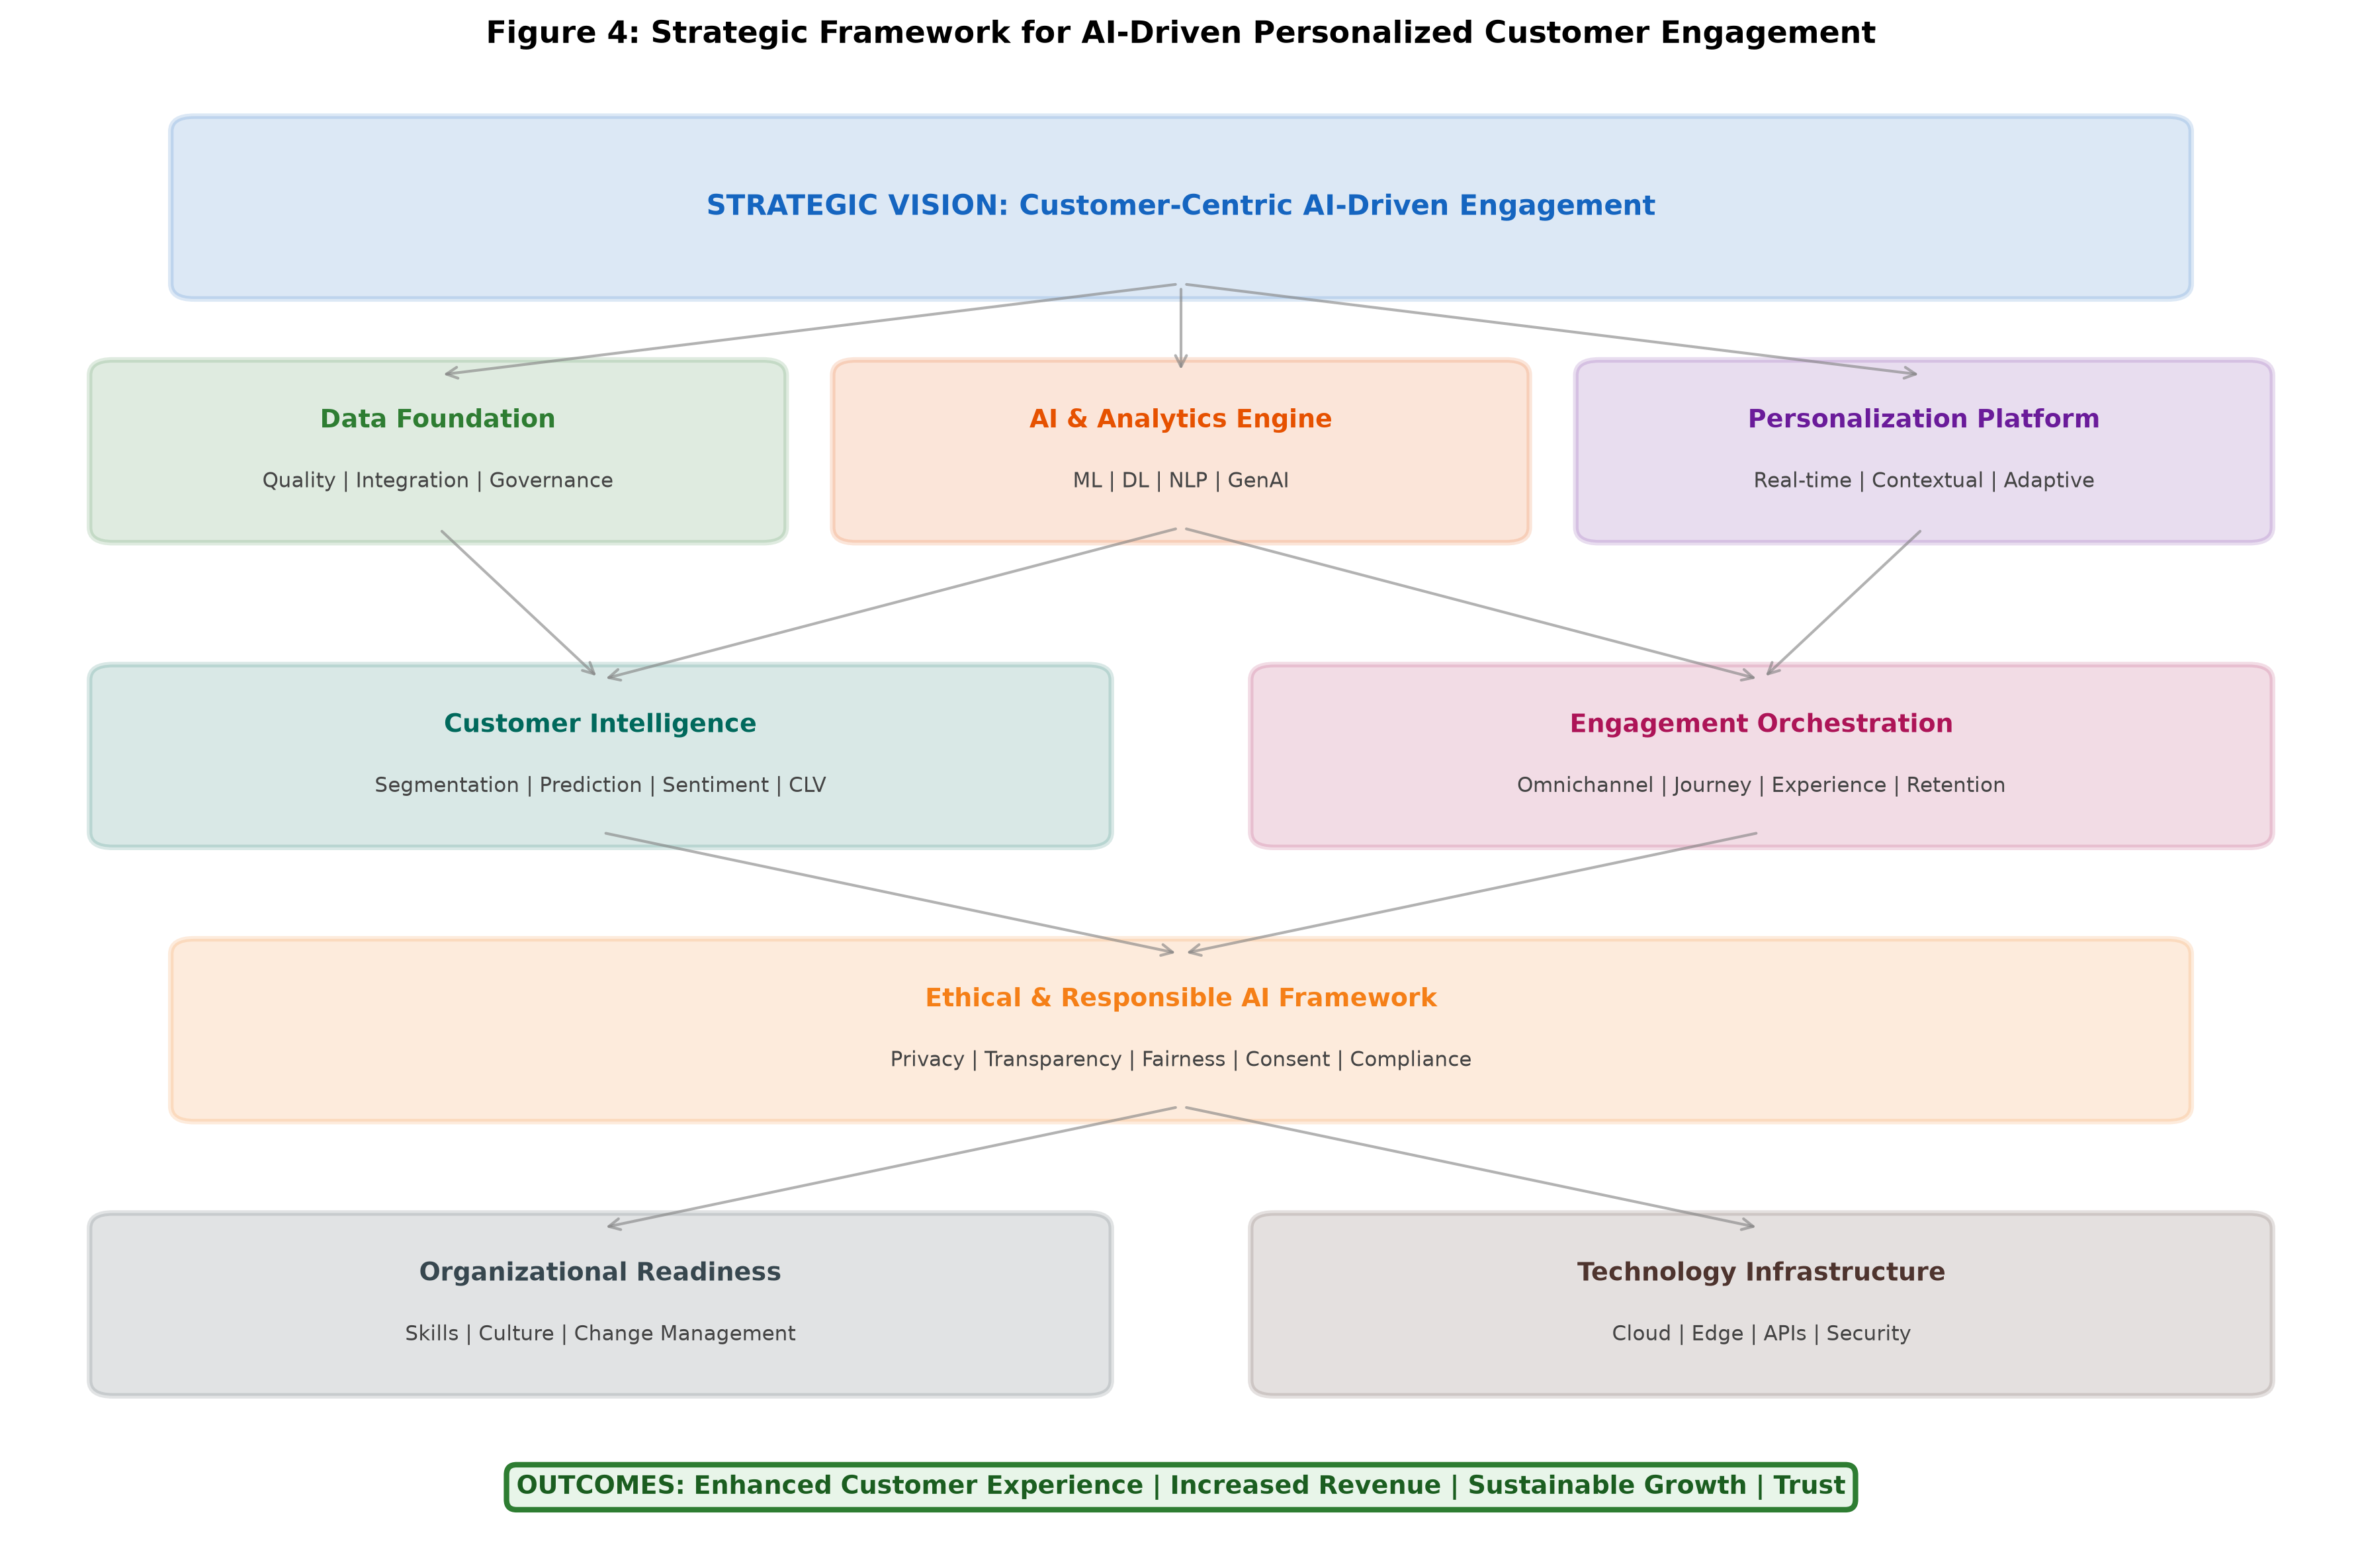 Figure 4: Strategic Framework for AI-Driven Personalized Customer Engagement
STRATEGIC VISION: Customer-Centric AI-Driven Engagement
Data Foundation
Quality | Integration | Governance
AI & Analytics Engine
ML | DL | NLP | GenAI
Personalization Platform
Real-time | Contextual | Adaptive
Customer Intelligence
Segmentation | Prediction | Sentiment | CLV
Engagement Orchestration
Omnichannel | Journey | Experience | Retention
Ethical & Responsible AI Framework
Privacy | Transparency | Fairness | Consent | Compliance
Organizational Readiness
Skills | Culture | Change Management
Technology Infrastructure
Cloud | Edge | APIs | Security
OUTCOMES: Enhanced Customer Experience | Increased Revenue | Sustainable Growth | Trust